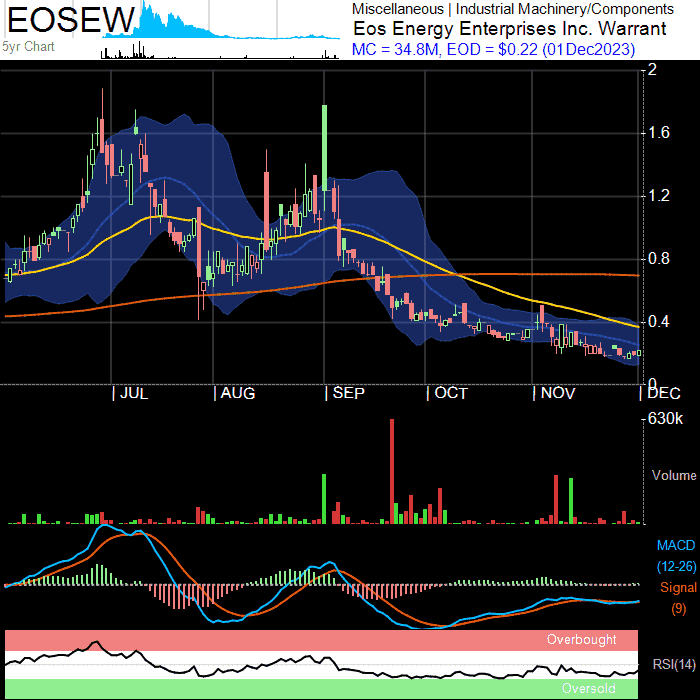 EOSEW
5yr Chart
Miscellaneous | Industrial Machinery/Components
Eos Energy Enterprises Inc. Warrant
MC = 34.8M, EOD = $0.22 (01Dec2023)
2
1.6
1.2
0.8
0.4
0
JUL AUG SEP OCT NOV DEC
630k
Volume
MACD
(12-26)
Signal
(9)
Overbought
RSI(14)
Oversold